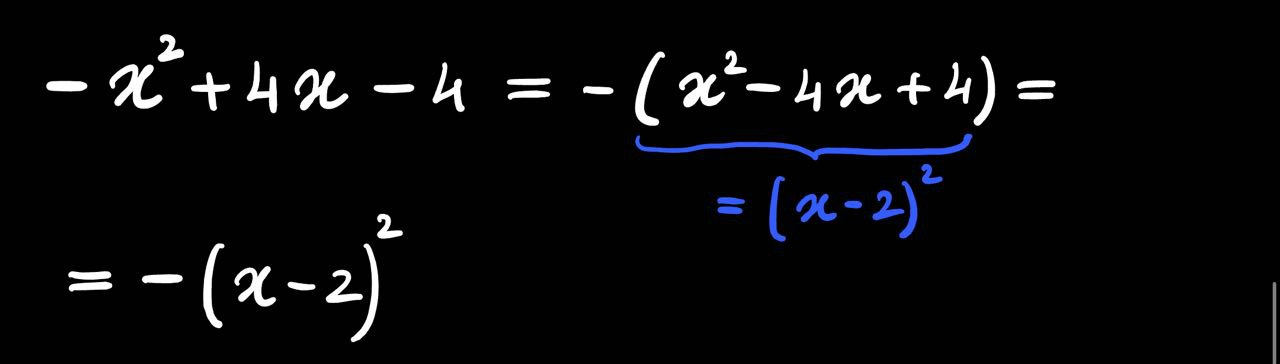 -x² + 4x - 4 = -(x² - 4x + 4) =
= (x - 2)²
= -(x - 2)²